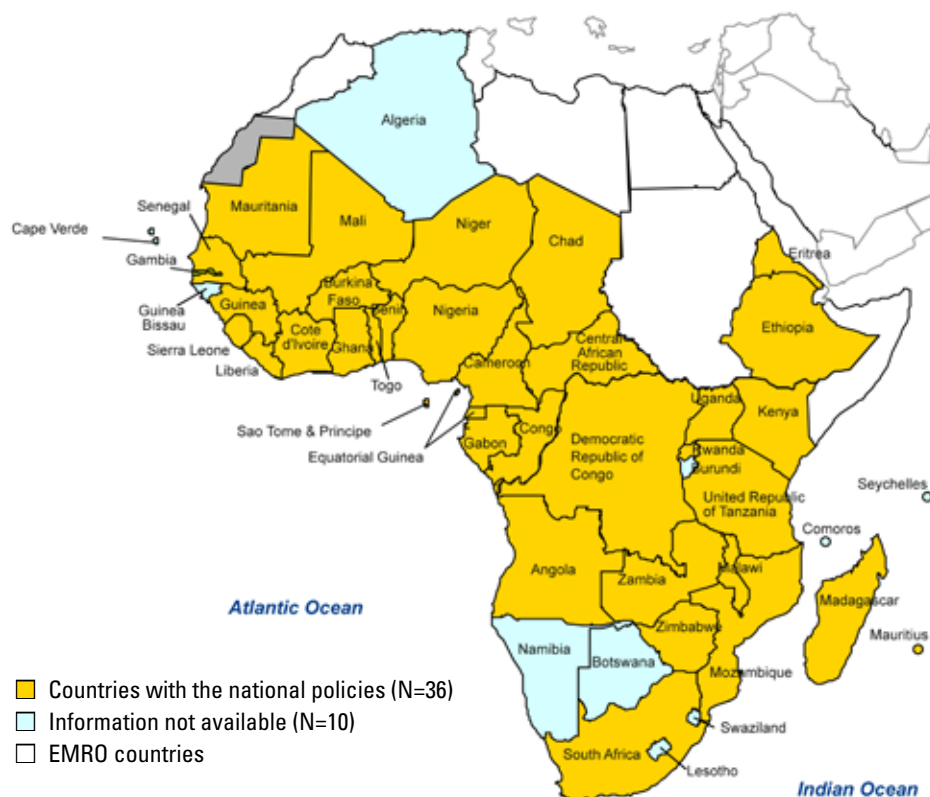 Algeria
Senegal
Mauritania
Mali
Niger
Chad
Cape Verde
Gambia
Eritrea
Guinea
Bissau
Guinea
Burkina
Faso
Benin
Nigeria
Ethiopia
Sierra Leone
Cote
d'Ivoire
Ghana
Central
African
Republic
Liberia
Togo
Cameroon
Uganda
Kenya
Sao Tome & Principe
Equatorial Guinea
Gabon
Congo
Democratic
Republic of
Congo
Rwanda
Burundi
Seychelles
United Republic
of Tanzania
Comoros
Angola
Zambia
Malawi
Madagascar
Atlantic Ocean
Mauritius
Zimbabwe
Namibia
Botswana
Mozambique
Countries with the national policies (N=36)
Information not available (N=10)
EMRO countries
Swaziland
South Africa
Lesotho
Indian Ocean